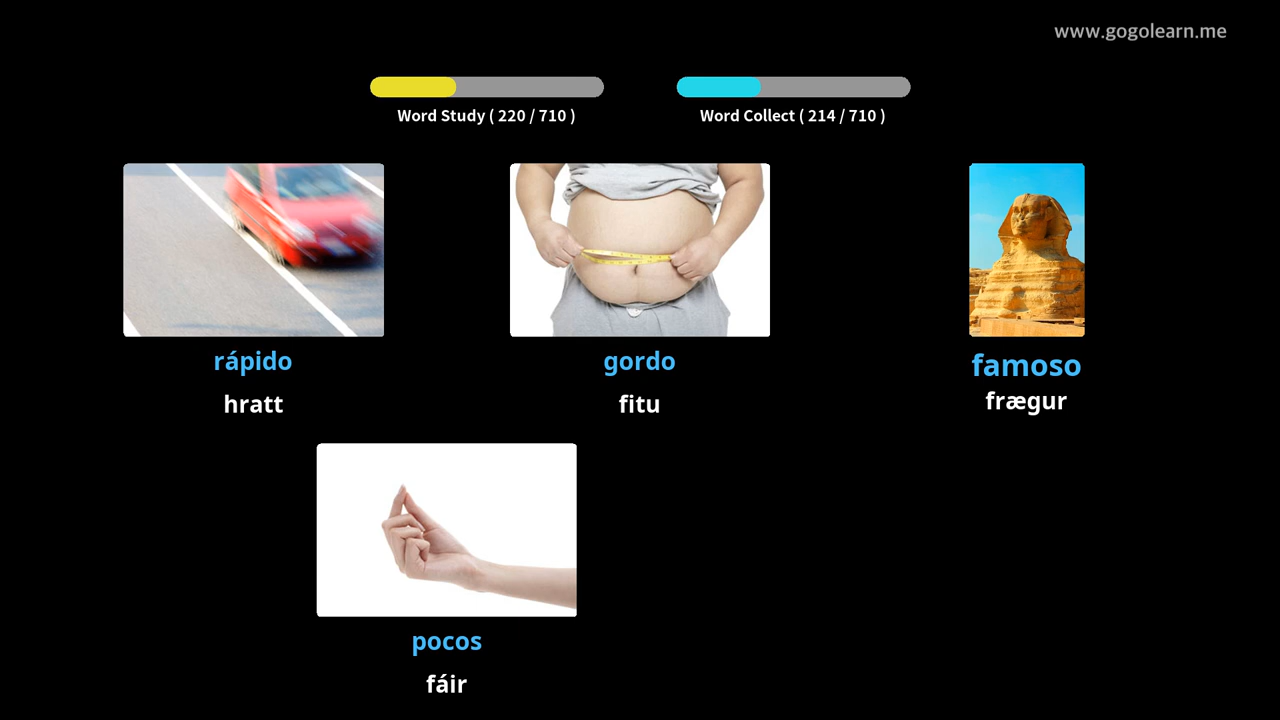 www.gogolearn.me
Word Study ( 220 / 710 )
Word Collect ( 214 / 710 )
rápido
hratt
gordo
fitu
famoso
frægur
pocos
fáir